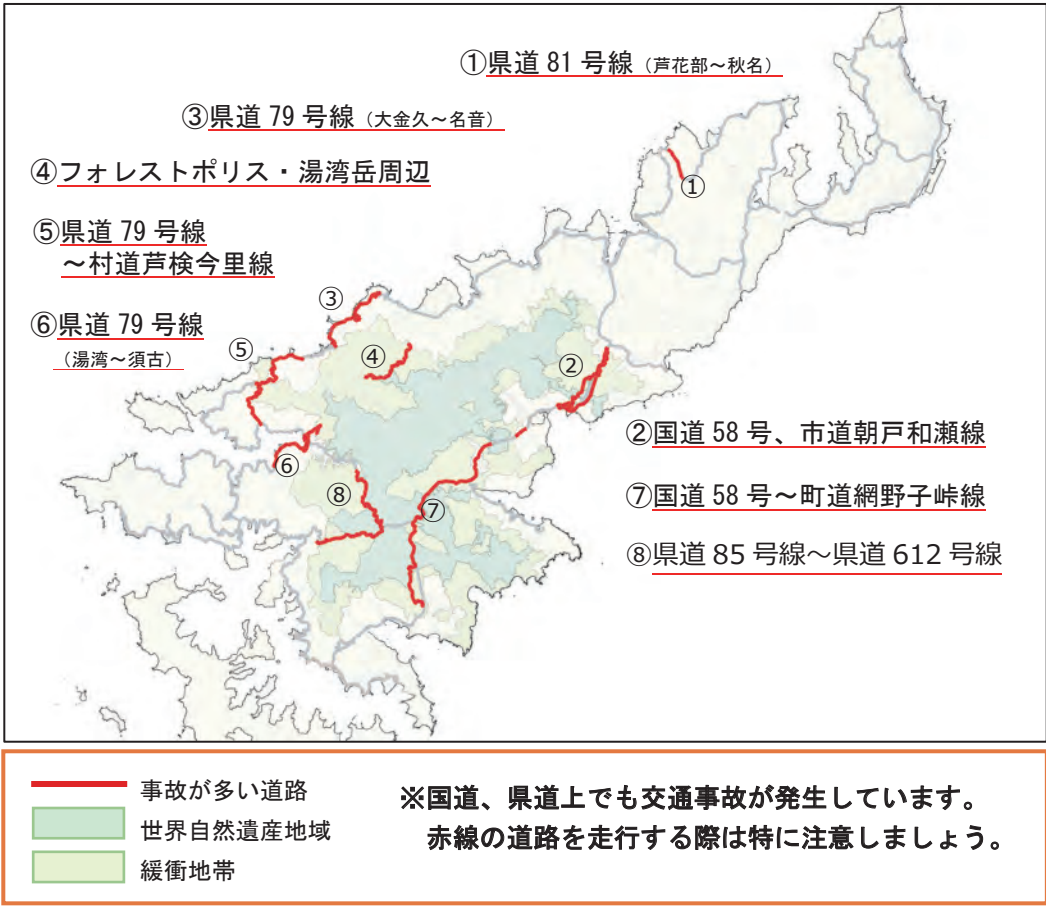 ①県道 81 号線（芦花部～秋名）
③県道 79 号線（大金久～名音）
④フォレストポリス・湯湾岳周辺
⑤県道 79 号線
～村道芦検今里線
⑥県道 79 号線
（湯湾～須古）
①
③
⑤
④
②
⑥
⑧
⑦
②国道 58 号、市道朝戸和瀬線
⑦国道 58 号～町道網野子峠線
⑧県道 85 号線～県道 612 号線
事故が多い道路
世界自然遺産地域
緩衝地帯
※国道、県道上でも交通事故が発生しています。
赤線の道路を走行する際は特に注意しましょう。